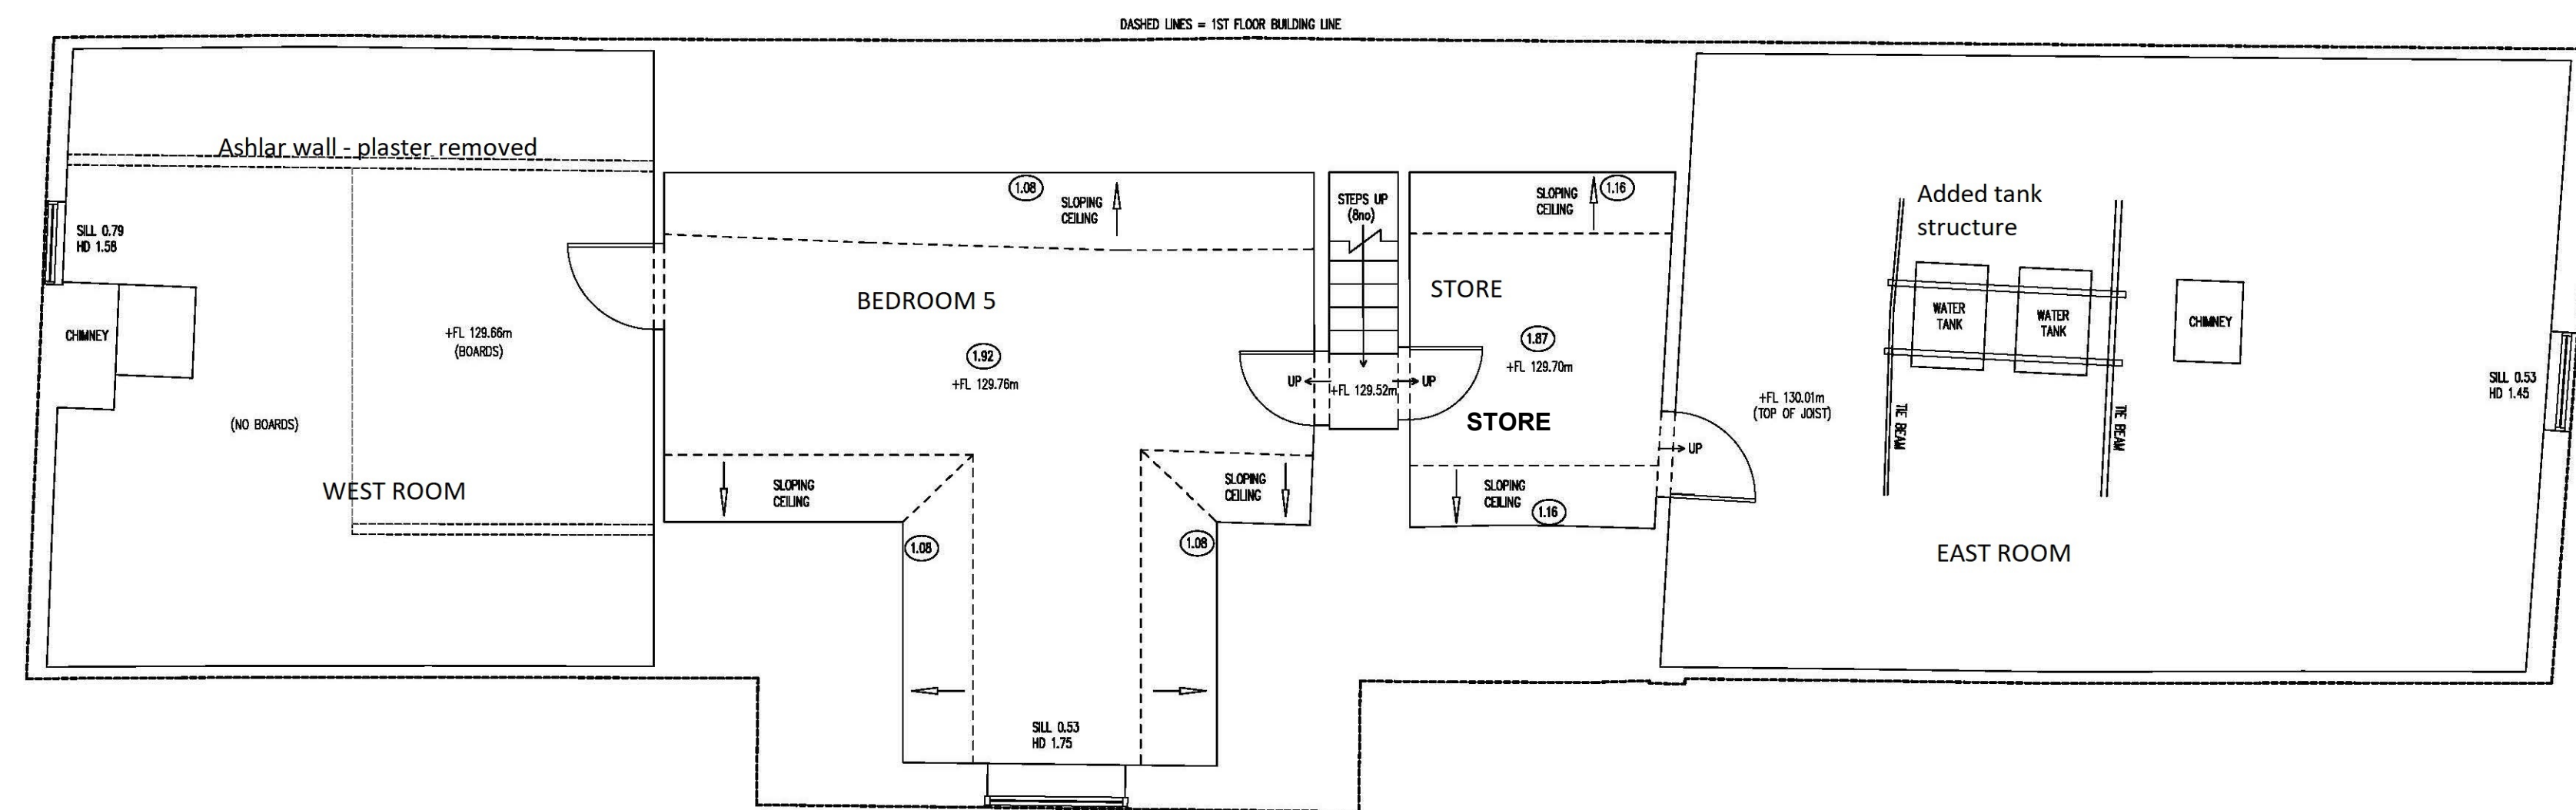 DASHED LINES = 1ST FLOOR BUILDING LINE
Ashlar wall - plaster removed
SILL 0.79
HD 1.58
CHIMNEY
+FL 129.66m
(BOARDS)
(NO BOARDS)
WEST ROOM
1.08
SLOPING
CEILING
BEDROOM 5
1.92
+FL 129.76m
SLOPING
CEILING
SLOPING
CEILING
1.08
1.08
SILL 0.53
HD 1.75
STEPS UP
(8no)
UP
+FL 129.52m
UP
SLOPING
CEILING
1.16
STORE
1.87
+FL 129.70m
STORE
SLOPING
CEILING
1.16
UP
Added tank
structure
WATER
TANK
WATER
TANK
CHIMNEY
+FL 130.01m
(TOP OF JOIST)
TIE BEAM
TIE BEAM
SILL 0.53
HD 1.45
EAST ROOM